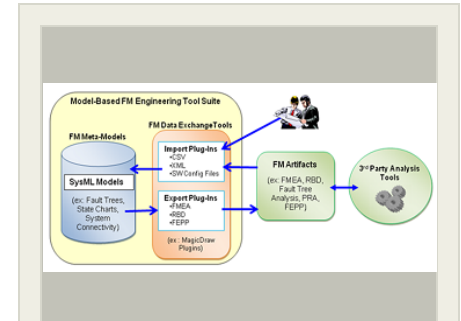 Model-Based FM Engineering Tool Suite
FM Meta-Models
SysML Models
(ex: Fault Trees,
State Charts,
System
Connectivity)
FM Data ExchangeTools
Import Plug-Ins
•CSV
•XML
•SW Config Files
Export Plug-Ins
•FMEA
•RBD
•FEPP
(ex : MagicDraw
Plugins)
FM Artifacts
(ex: FMEA, RBD,
Fault Tree
Analysis, PRA,
FEPP)
3rd Party Analysis
Tools